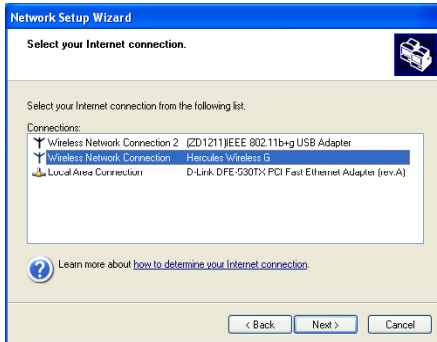 Network Setup Wizard
Select your Internet connection.
Select your Internet connection from the following list.
Connections:
Wireless Network Connection 2 (ZD1211)IEEE 802.11b+g USB Adapter
Wireless Network Connection Hercules Wireless G
Local Area Connection D-Link DFE-530TX PCI Fast Ethernet Adapter (rev.A)
Learn more about how to determine your Internet connection.
< Back Next > Cancel